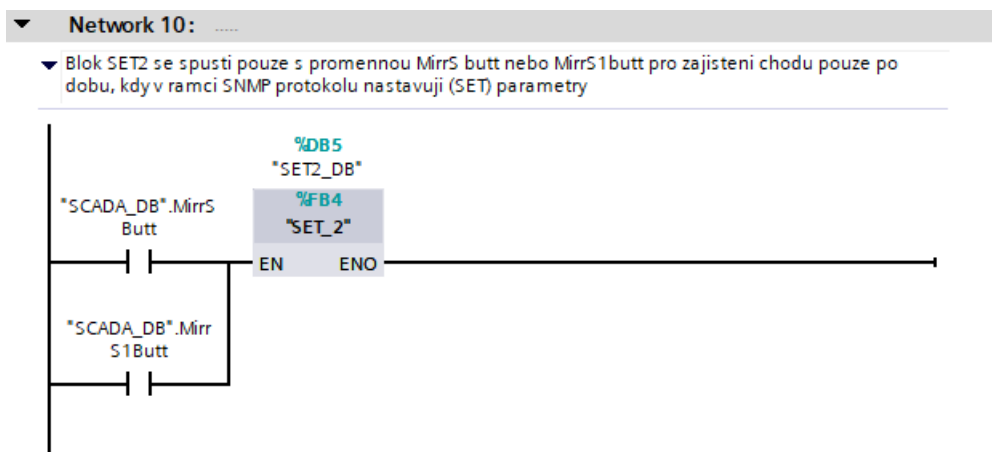 Network 10: .....
Blok SET2 se spusti pouze s promennou MirrS butt nebo MirrS1butt pro zajisteni chodu pouze po
dobu, kdy v ramci SNMP protokolu nastavuji (SET) parametry
%DB5
"SET2_DB"
"SCADA_DB".MirrS
Butt
%FB4
"SET_2"
EN ENO
"SCADA_DB".Mirr
S1Butt